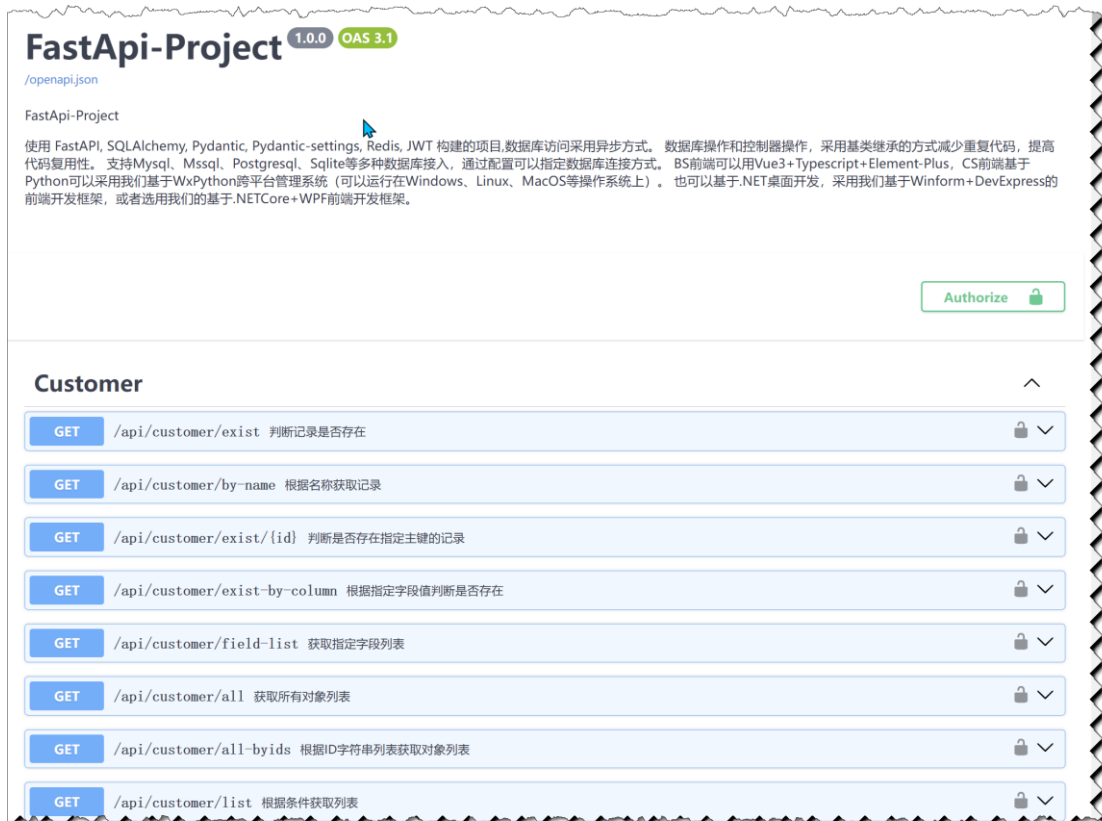 FastApi-Project 1.0.0 OAS 3.1
/openapi.json
FastApi-Project
使用 FastAPI, SQLAlchemy, Pydantic, Pydantic-settings, Redis, JWT 构建的项目,数据库访问采用异步方式。 数据库操作和控制器操作，采用基类继承的方式减少重复代码，提高
代码复用性。 支持Mysql、Mssql、Postgresql、Sqlite等多种数据库接入，通过配置可以指定数据库连接方式。 BS前端可以用Vue3+Typescript+Element-Plus，CS前端基于
Python可以采用我们基于WxPython跨平台管理系统（可以运行在Windows、Linux、MacOS等操作系统上）。 也可以基于.NET桌面开发，采用我们基于Winform+DevExpress的
前端开发框架，或者选用我们的基于.NETCore+WPF前端开发框架。
Authorize
Customer
GET /api/customer/exist 判断记录是否存在
GET /api/customer/by-name 根据名称获取记录
GET /api/customer/exist/{id} 判断是否存在指定主键的记录
GET /api/customer/exist-by-column 根据指定字段值判断是否存在
GET /api/customer/field-list 获取指定字段列表
GET /api/customer/all 获取所有对象列表
GET /api/customer/all-byids 根据ID字符串列表获取对象列表
GET /api/customer/list 根据条件获取列表